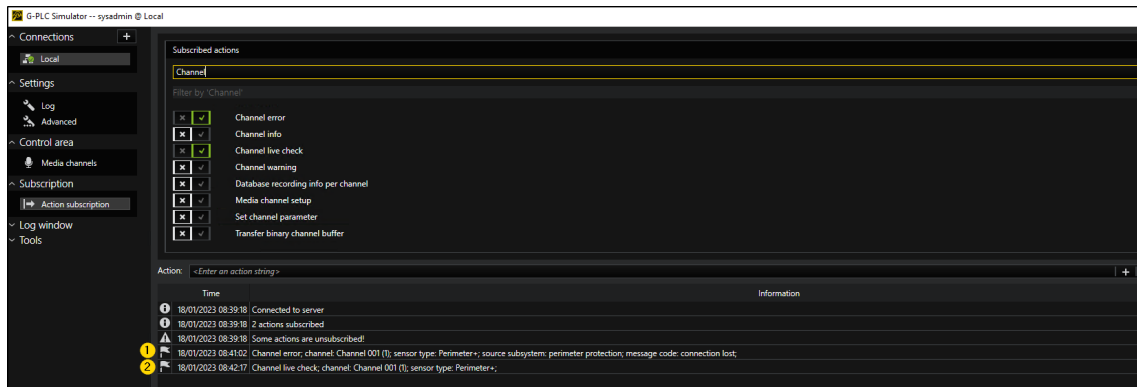 G-PLC Simulator -- sysadmin @ Local
Connections
+
Local
Settings
Log
Advanced
Control area
Media channels
Subscription
Action subscription
Log window
Tools
Subscribed actions
Channel
Filter by 'Channel'
Channel error
Channel info
Channel live check
Channel warning
Database recording info per channel
Media channel setup
Set channel parameter
Transfer binary channel buffer
Action: <Enter an action string> +
Time Information
18/01/2023 08:39:18 Connected to server
18/01/2023 08:39:18 2 actions subscribed
18/01/2023 08:39:18 Some actions are unsubscribed!
1 18/01/2023 08:41:02 Channel error; channel: Channel 001 (1); sensor type: Perimeter+; source subsystem: perimeter protection; message code: connection lost;
2 18/01/2023 08:42:17 Channel live check; channel: Channel 001 (1); sensor type: Perimeter+;